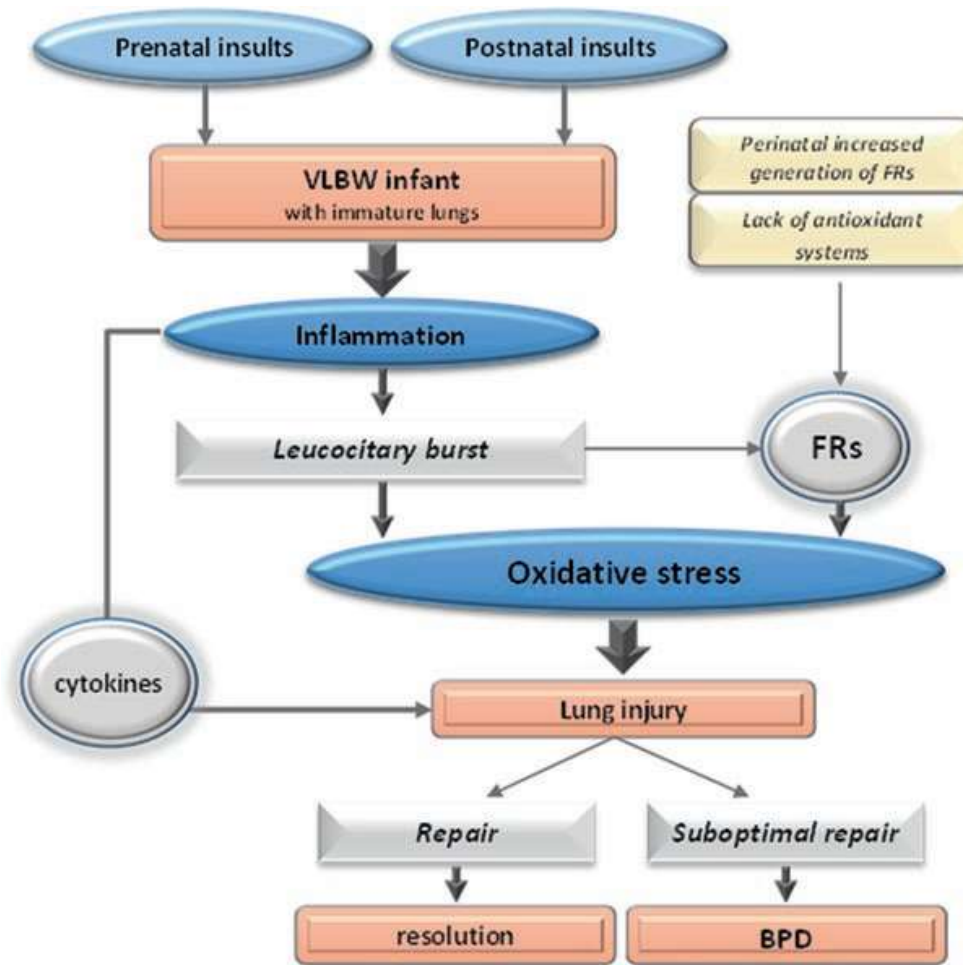 Prenatal insults
Postnatal insults
Perinatal increased
generation of FRs
VLBW infant
with immature lungs
Lack of antioxidant
systems
Inflammation
Leucocitary burst
FRs
Oxidative stress
cytokines
Lung injury
Repair
Suboptimal repair
resolution
BPD